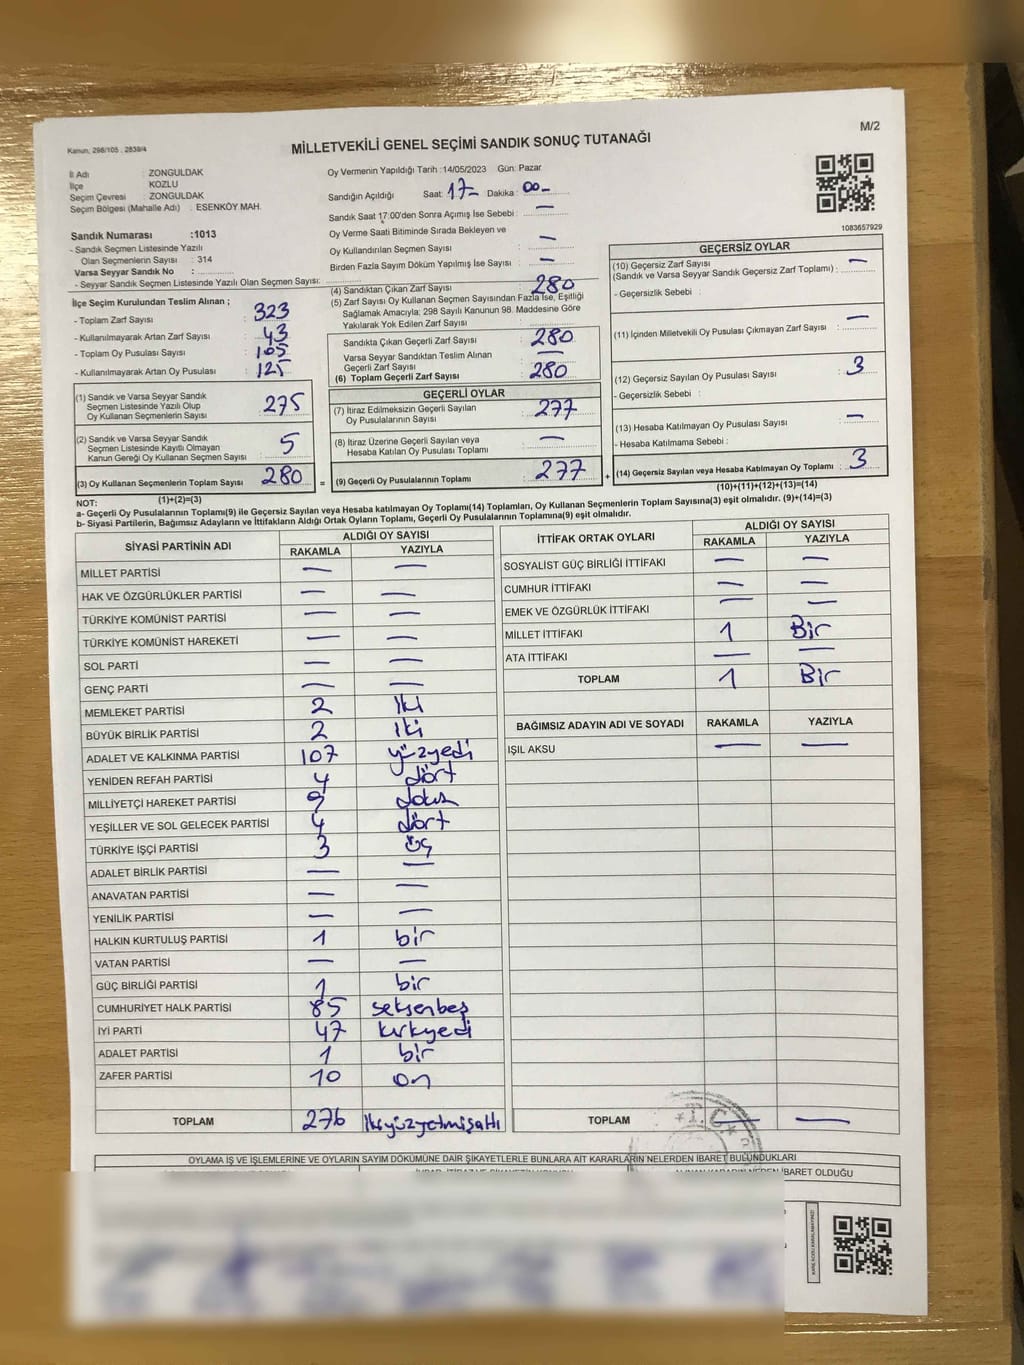 M/2
Kanun, 298/105 , 2839/4
MİLLETVEKİLİ GENEL SEÇİMİ SANDIK SONUÇ TUTANAĞI
İl Adı : ZONGULDAK
İlçe : KOZLU
Seçim Çevresi : ZONGULDAK
Seçim Bölgesi (Mahalle Adı) : ESENKÖY MAH.
Sandık Numarası :1013
- Sandık Seçmen Listesinde Yazılı
Olan Seçmenlerin Sayısı : 314
Varsa Seyyar Sandık No :
- Seyyar Sandık Seçmen Listesinde Yazılı Olan Seçmen Sayısı:
Oy Vermenin Yapıldığı Tarih :14/05/2023 Gün: Pazar
Sandığın Açıldığı Saat: 17- Dakika : 00-
Sandık Saat 17:00'den Sonra Açımış İse Sebebi : —
Oy Verme Saati Bitiminde Sırada Bekleyen ve
Oy Kullandırılan Seçmen Sayısı : —
Birden Fazla Sayım Döküm Yapılmış İse Sayısı : —
1083657929
İlçe Seçim Kurulundan Teslim Alınan ;
- Toplam Zarf Sayısı : 323
- Kullanılmayarak Artan Zarf Sayısı : 43
- Toplam Oy Pusulası Sayısı : 105
- Kullanılmayarak Artan Oy Pusulası : 125
(1) Sandık ve Varsa Seyyar Sandık
Seçmen Listesinde Yazılı Olup
Oy Kullanan Seçmenlerin Sayısı : 275
(2) Sandık ve Varsa Seyyar Sandık
Seçmen Listesinde Kayıtlı Olmayan
Kanun Gereği Oy Kullanan Seçmen Sayısı : 5
(3) Oy Kullanan Seçmenlerin Toplam Sayısı : 280
(1)+(2)=(3)
(4) Sandıktan Çıkan Zarf Sayısı : 280
(5) Zarf Sayısı Oy Kullanan Seçmen Sayısından Fazla İse, Eşitliği
Sağlamak Amacıyla; 298 Sayılı Kanunun 98. Maddesine Göre
Yakılarak Yok Edilen Zarf Sayısı :
Sandıkta Çıkan Geçerli Zarf Sayısı : 280
Varsa Seyyar Sandıktan Teslim Alınan
Geçerli Zarf Sayısı : —
(6) Toplam Geçerli Zarf Sayısı : 280
GEÇERLİ OYLAR
(7) İtiraz Edilmeksizin Geçerli Sayılan
Oy Pusulalarının Sayısı : 277
(8) İtiraz Üzerine Geçerli Sayılan veya
Hesaba Katılan Oy Pusulası Toplamı : —
= (9) Geçerli Oy Pusulalarının Toplamı : 277 +
GEÇERSİZ OYLAR
(10) Geçersiz Zarf Sayısı
(Sandık ve Varsa Seyyar Sandık Geçersiz Zarf Toplamı) : —
- Geçersizlik Sebebi :
(11) İçinden Milletvekili Oy Pusulası Çıkmayan Zarf Sayısı : —
(12) Geçersiz Sayılan Oy Pusulası Sayısı : 3
- Geçersizlik Sebebi :
(13) Hesaba Katılmayan Oy Pusulası Sayısı : —
- Hesaba Katılmama Sebebi :
(14) Geçersiz Sayılan veya Hesaba Katılmayan Oy Toplamı : 3
(10)+(11)+(12)+(13)=(14)
NOT:
a- Geçerli Oy Pusulalarının Toplamı(9) ile Geçersiz Sayılan veya Hesaba Katılmayan Oy Toplamı(14) Toplamları, Oy Kullanan Seçmenlerin Toplam Sayısına(3) eşit olmalıdır. (9)+(14)=(3)
b- Siyasi Partilerin, Bağımsız Adayların ve İttifakların Aldığı Ortak Oyların Toplamı, Geçerli Oy Pusulalarının Toplamına(9) eşit olmalıdır.
SİYASİ PARTİNİN ADI ALDIĞI OY SAYISI
RAKAMLA YAZIYLA
MİLLET PARTİSİ — —
HAK VE ÖZGÜRLÜKLER PARTİSİ — —
TÜRKİYE KOMÜNİST PARTİSİ — —
TÜRKİYE KOMÜNİST HAREKETİ — —
SOL PARTİ — —
GENÇ PARTİ — —
MEMLEKET PARTİSİ 2 iki
BÜYÜK BİRLİK PARTİSİ 2 iki
ADALET VE KALKINMA PARTİSİ 107 yüzyedi
YENİDEN REFAH PARTİSİ 4 dört
MİLLİYETÇİ HAREKET PARTİSİ 9 dokuz
YEŞİLLER VE SOL GELECEK PARTİSİ 4 dört
TÜRKİYE İŞÇİ PARTİSİ 3 üç
ADALET BİRLİK PARTİSİ — —
ANAVATAN PARTİSİ — —
YENİLİK PARTİSİ — —
HALKIN KURTULUŞ PARTİSİ 1 bir
VATAN PARTİSİ — —
GÜÇ BİRLİĞİ PARTİSİ 1 bir
CUMHURİYET HALK PARTİSİ 85 seksenbeş
İYİ PARTİ 47 kırkyedi
ADALET PARTİSİ 1 bir
ZAFER PARTİSİ 10 on
TOPLAM 276 ikiyüzyetmişaltı
İTTİFAK ORTAK OYLARI ALDIĞI OY SAYISI
RAKAMLA YAZIYLA
SOSYALİST GÜÇ BİRLİĞİ İTTİFAKI — —
CUMHUR İTTİFAKI — —
EMEK VE ÖZGÜRLÜK İTTİFAKI — —
MİLLET İTTİFAKI 1 Bir
ATA İTTİFAKI — —
TOPLAM 1 Bir
BAĞIMSIZ ADAYIN ADI VE SOYADI RAKAMLA YAZIYLA
IŞIL AKSU — —
TOPLAM — —
T.C.
OYLAMA İŞ VE İŞLEMLERİNE VE OYLARIN SAYIM DÖKÜMÜNE DAİR ŞİKAYETLERLE BUNLARA AİT KARARLARIN NELERDEN İBARET BULUNDUKLARI
İBARET OLDUĞU